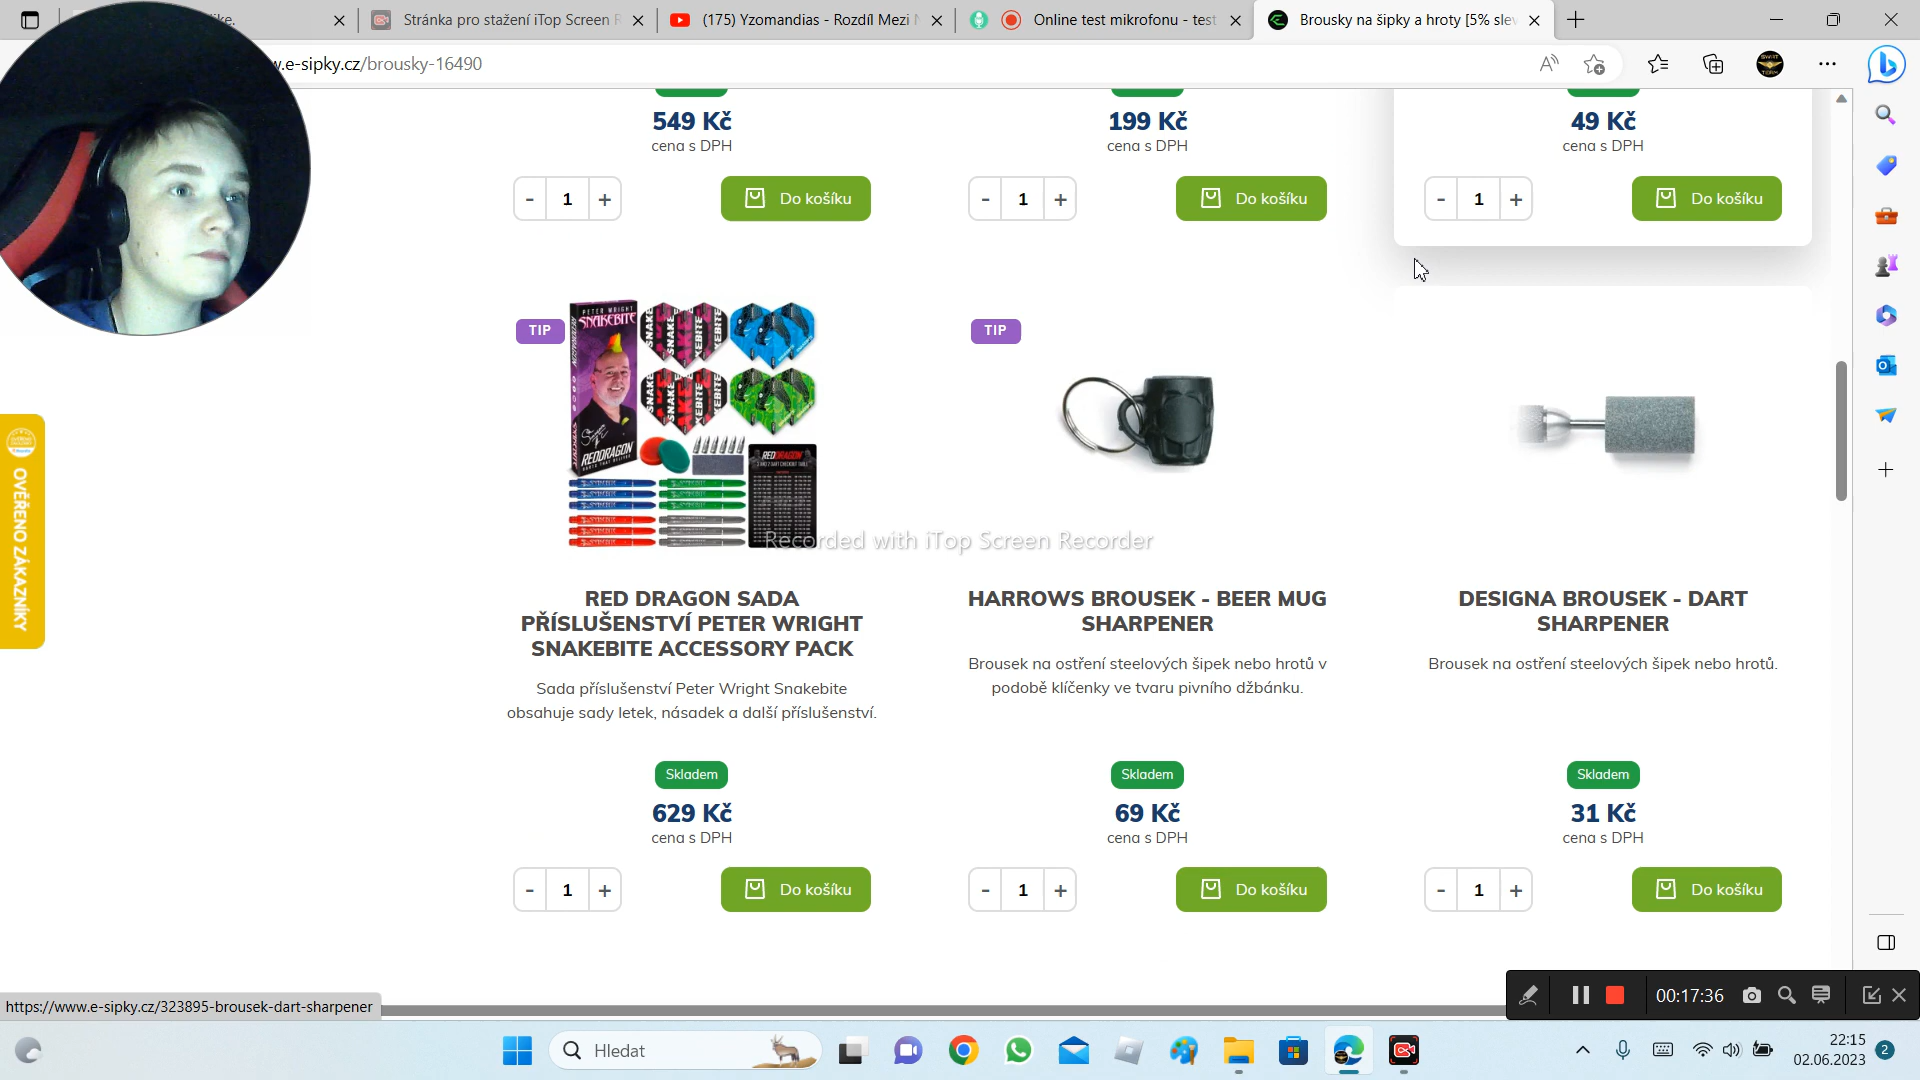 ike.
Stránka pro stažení iTop Screen R
(175) Yzomandias - Rozdíl Mezi N
Online test mikrofonu - test
Brousky na šipky a hroty [5% slev
w.e-sipky.cz/brousky-16490
549 Kč
cena s DPH
- 1 +
Do košíku
199 Kč
cena s DPH
- 1 +
Do košíku
49 Kč
cena s DPH
- 1 +
Do košíku
OVĚŘENO ZÁKAZNÍKY
TIP
PETER WRIGHT
SNAKEBITE
REDDRAGON
TIP
Recorded with iTop Screen Recorder
RED DRAGON SADA
PŘÍSLUŠENSTVÍ PETER WRIGHT
SNAKEBITE ACCESSORY PACK
Sada příslušenství Peter Wright Snakebite
obsahuje sady letek, násadek a další příslušenství.
Skladem
629 Kč
cena s DPH
- 1 +
Do košíku
HARROWS BROUSEK - BEER MUG
SHARPENER
Brousek na ostření steelových šipek nebo hrotů v
podobě klíčenky ve tvaru pivního džbánku.
Skladem
69 Kč
cena s DPH
- 1 +
Do košíku
DESIGNA BROUSEK - DART
SHARPENER
Brousek na ostření steelových šipek nebo hrotů.
Skladem
31 Kč
cena s DPH
- 1 +
Do košíku
https://www.e-sipky.cz/323895-brousek-dart-sharpener
00:17:36
Hledat
22:15
02.06.2023
2